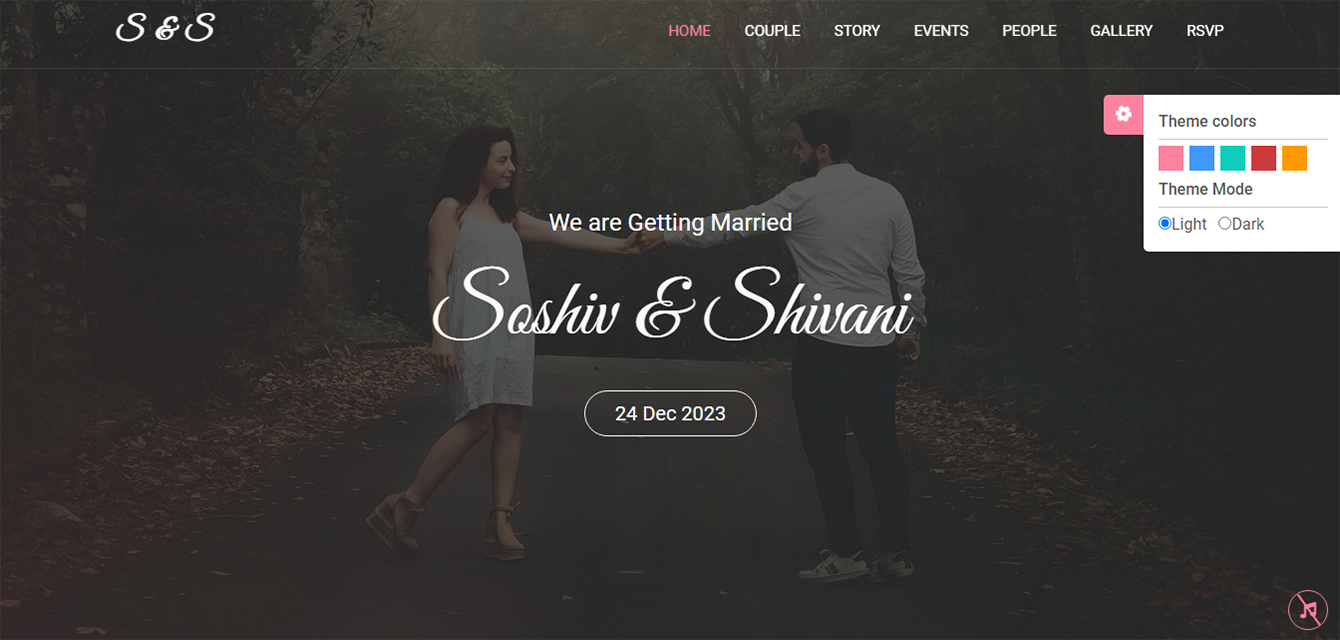 S & S
HOME COUPLE STORY EVENTS PEOPLE GALLERY RSVP
Theme colors
Theme Mode
Light Dark
We are Getting Married
Soshiv & Shivani
24 Dec 2023